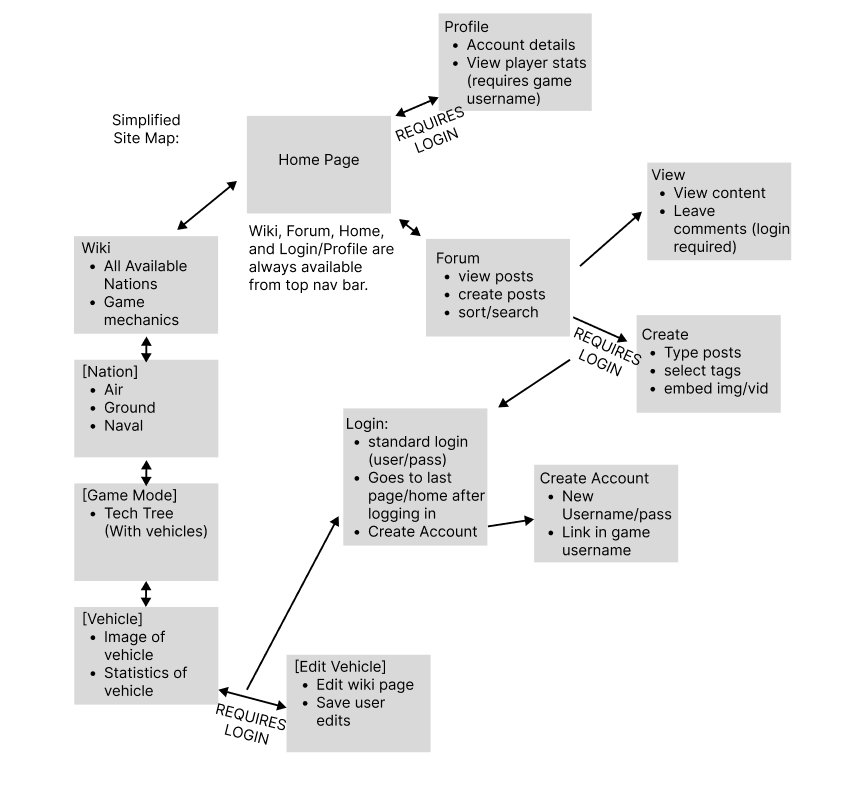 Profile
• Account details
• View player stats
(requires game
username)
REQUIRES
LOGIN
Simplified
Site Map:
Home Page
View
• View content
• Leave
comments (login
required)
Wiki, Forum, Home,
and Login/Profile are
always available
from top nav bar.
Wiki
• All Available
Nations
• Game
mechanics
Forum
• view posts
• create posts
• sort/search
REQUIRES
LOGIN
Create
• Type posts
• select tags
• embed img/vid
[Nation]
• Air
• Ground
• Naval
Login:
• standard login
(user/pass)
• Goes to last
page/home after
logging in
• Create Account
Create Account
• New
Username/pass
• Link in game
username
[Game Mode]
• Tech Tree
(With vehicles)
[Vehicle]
• Image of
vehicle
• Statistics of
vehicle
REQUIRES
LOGIN
[Edit Vehicle]
• Edit wiki page
• Save user
edits